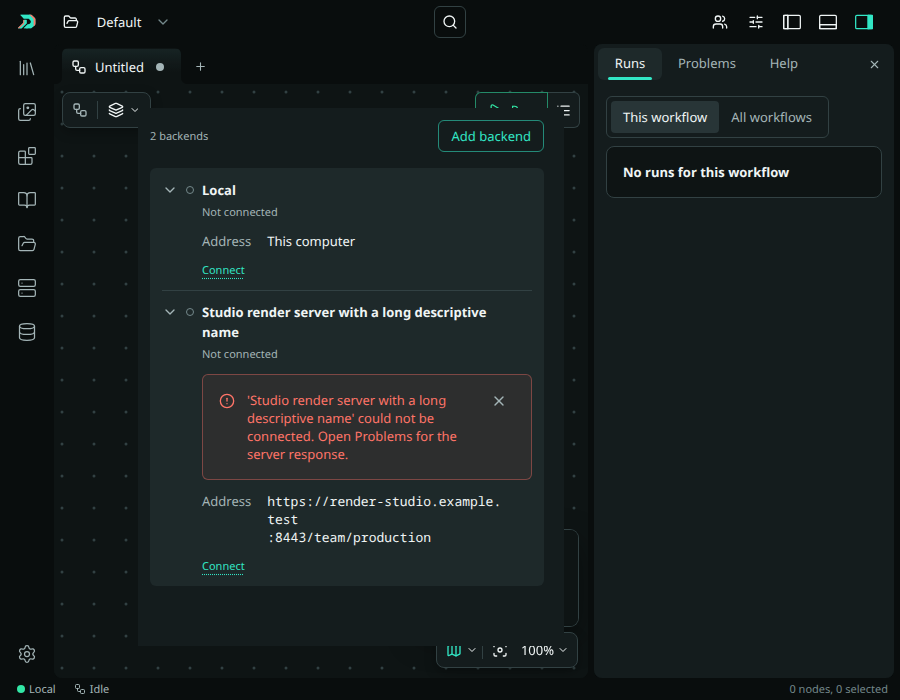 Default
Untitled
Runs
Problems
Help
This workflow
All workflows
No runs for this workflow
2 backends
Add backend
Local
Not connected
Address This computer
Connect
Studio render server with a long descriptive
name
Not connected
'Studio render server with a long
descriptive name' could not be
connected. Open Problems for the
server response.
Address https://render-studio.example.
test
:8443/team/production
Connect
100%
Local
Idle
0 nodes, 0 selected